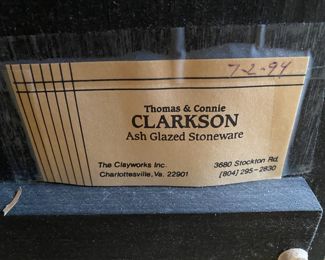 7-2-94
Thomas & Connie
CLARKSON
Ash Glazed Stoneware
The Clayworks Inc. 3680 Stockton Rd.
Charlottesville, Va. 22901 (804) 295-2830